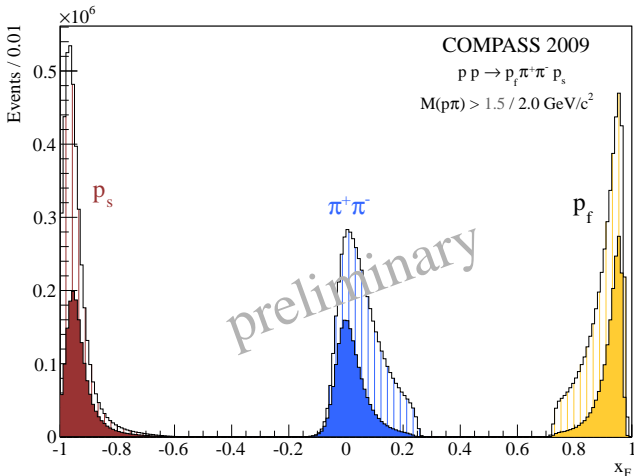 ×10⁶
Events / 0.01
COMPASS 2009
p p → p_f π⁺π⁻ p_s
M(pπ) > 1.5 / 2.0 GeV/c²
p_s
π⁺π⁻
p_f
preliminary
0.5
0.4
0.3
0.2
0.1
0
-1 -0.8 -0.6 -0.4 -0.2 0 0.2 0.4 0.6 0.8 1
x_F